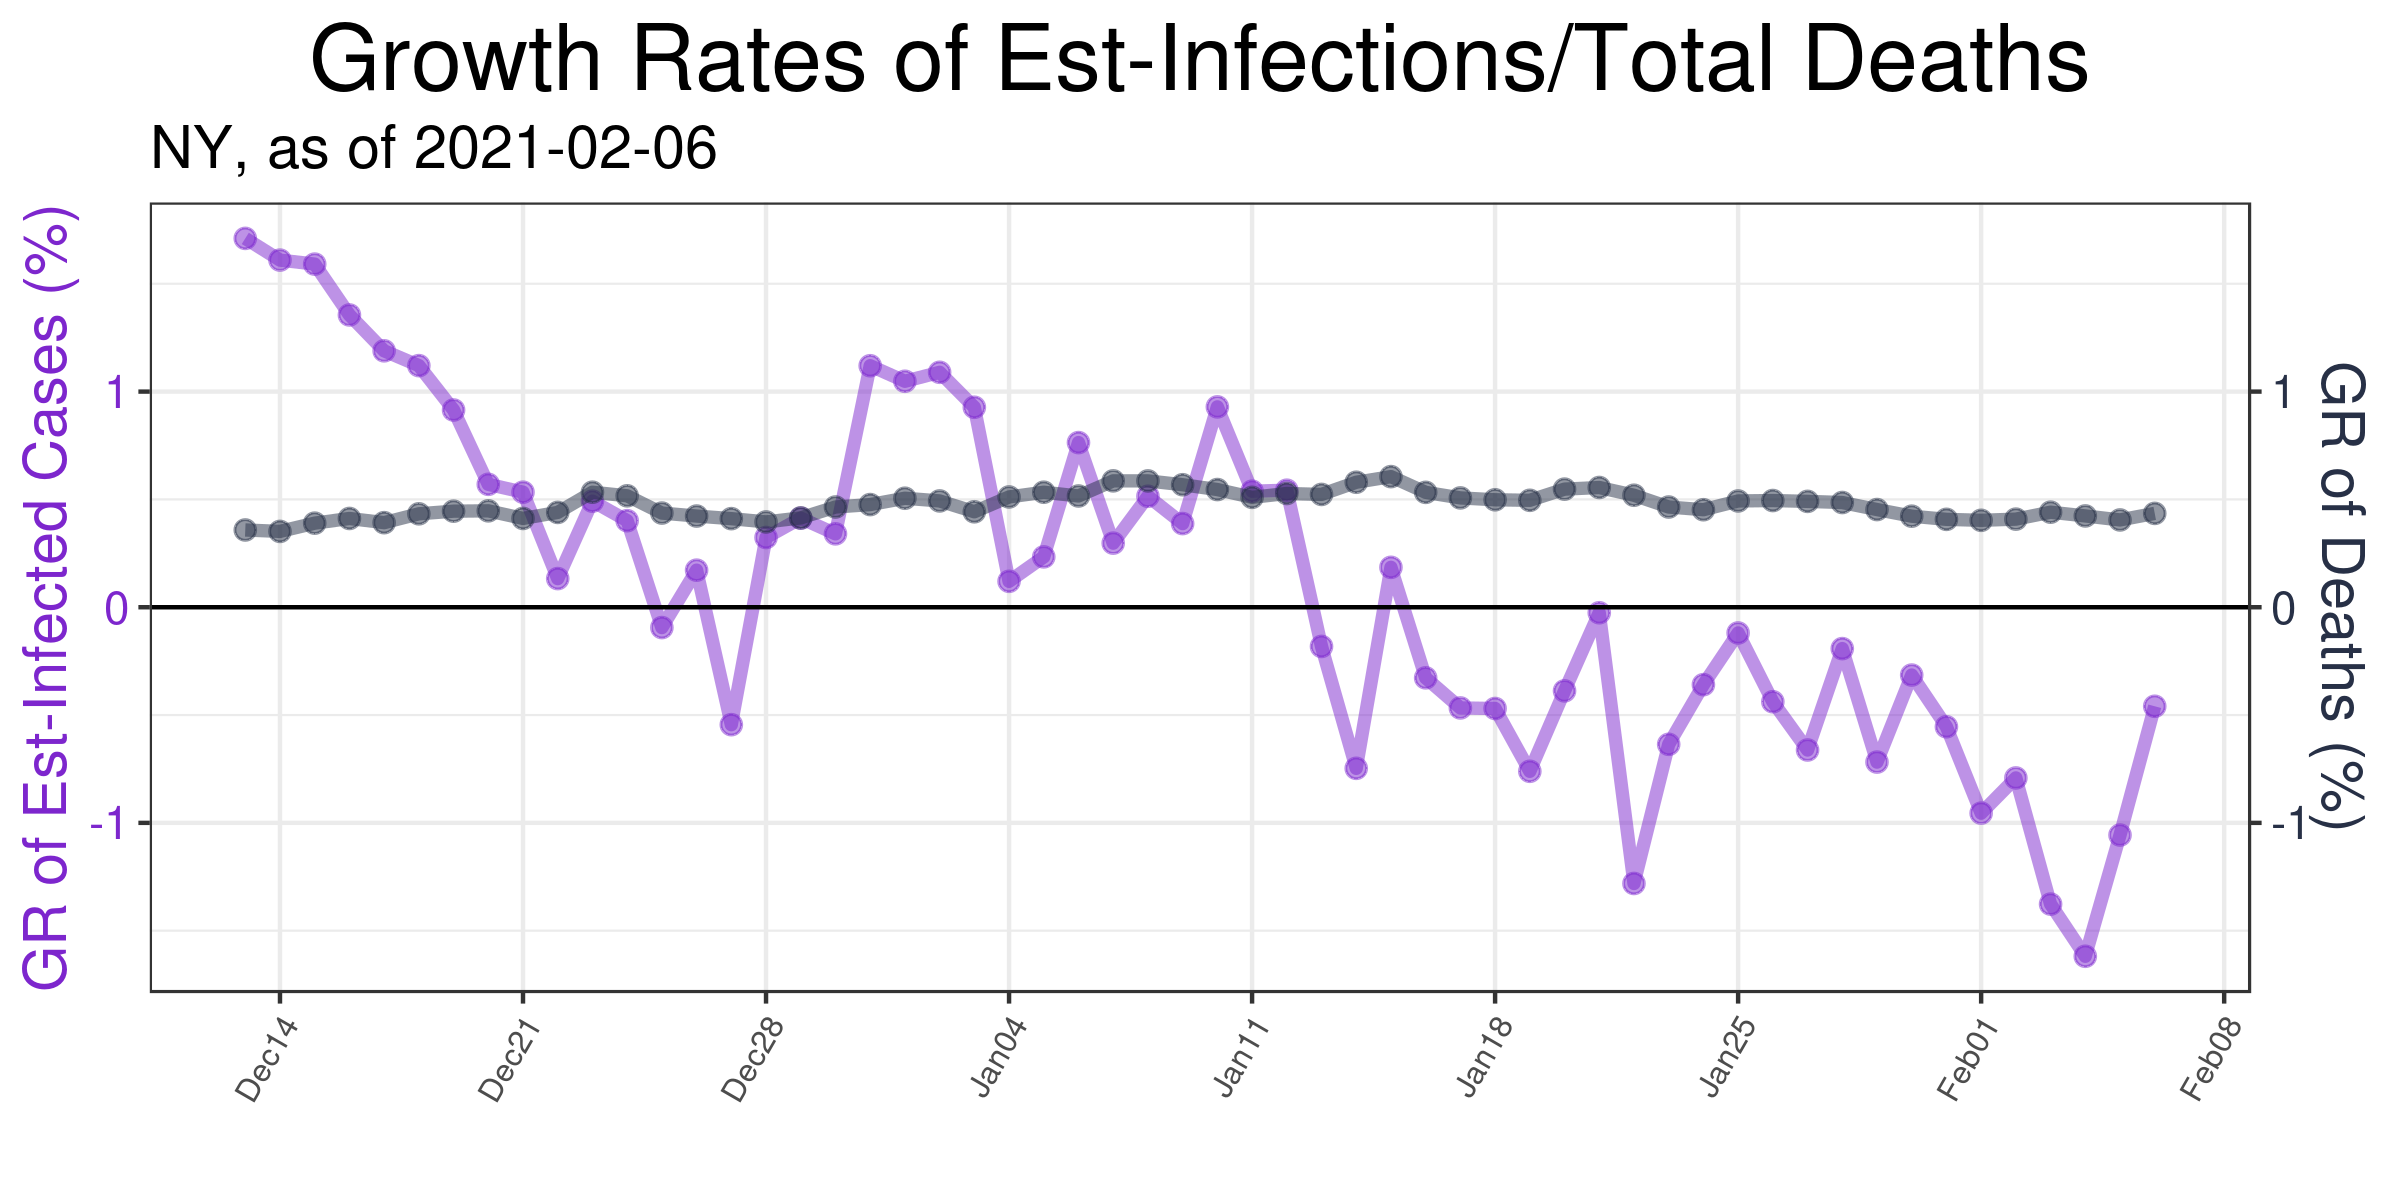 Growth Rates of Est-Infections/Total Deaths
NY, as of 2021-02-06
GR of Est-Infected Cases (%)
1
0
-1
1
0
-1
GR of Deaths (%)
Dec14
Dec21
Dec28
Jan04
Jan11
Jan18
Jan25
Feb01
Feb08